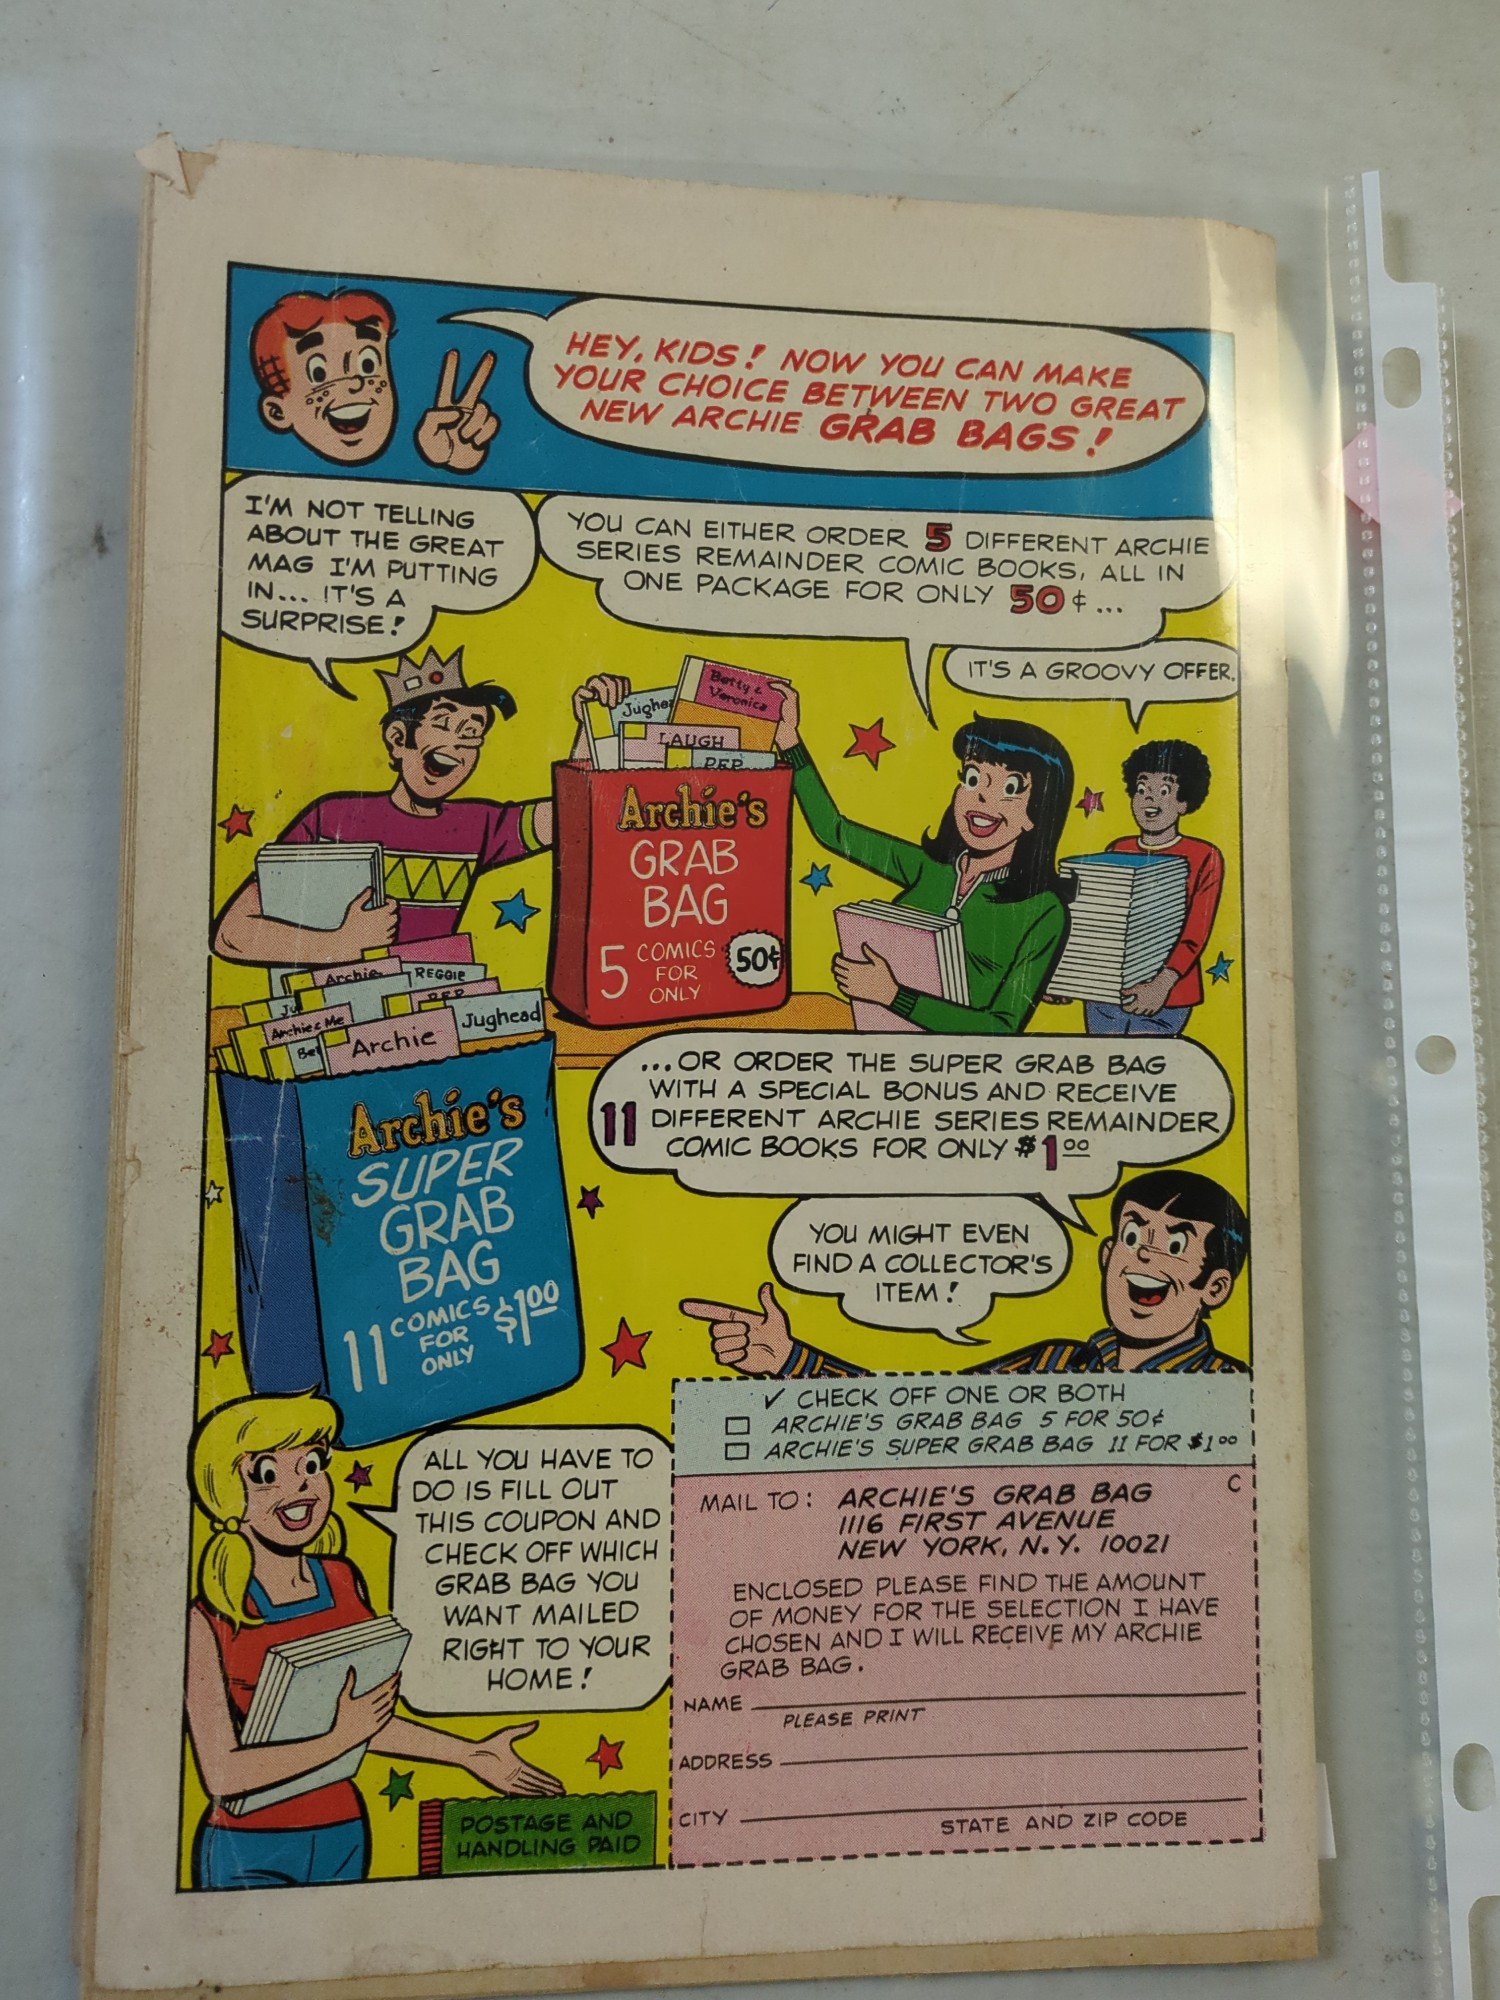 HEY, KIDS! NOW YOU CAN MAKE
YOUR CHOICE BETWEEN TWO GREAT
NEW ARCHIE GRAB BAGS!
I'M NOT TELLING
ABOUT THE GREAT
MAG I'M PUTTING
IN... IT'S A
SURPRISE!
YOU CAN EITHER ORDER 5 DIFFERENT ARCHIE
SERIES REMAINDER COMIC BOOKS, ALL IN
ONE PACKAGE FOR ONLY 50¢...
IT'S A GROOVY OFFER.
Betty &
Veronica
Jughea
LAUGH
PEP
Archie's
GRAB
BAG
5 COMICS
FOR
ONLY
50¢
Archie
REGGIE
PEP
Ju
Archie & Me
Jughead
Be
Archie
Archie's
SUPER
GRAB
BAG
11 COMICS
FOR
ONLY
$1.00
...OR ORDER THE SUPER GRAB BAG
WITH A SPECIAL BONUS AND RECEIVE
11 DIFFERENT ARCHIE SERIES REMAINDER
COMIC BOOKS FOR ONLY $1.00
YOU MIGHT EVEN
FIND A COLLECTOR'S
ITEM!
ALL YOU HAVE TO
DO IS FILL OUT
THIS COUPON AND
CHECK OFF WHICH
GRAB BAG YOU
WANT MAILED
RIGHT TO YOUR
HOME!
POSTAGE AND
HANDLING PAID
✓ CHECK OFF ONE OR BOTH
☐ ARCHIE'S GRAB BAG 5 FOR 50¢
☐ ARCHIE'S SUPER GRAB BAG 11 FOR $1.00
C
MAIL TO: ARCHIE'S GRAB BAG
1116 FIRST AVENUE
NEW YORK, N.Y. 10021
ENCLOSED PLEASE FIND THE AMOUNT
OF MONEY FOR THE SELECTION I HAVE
CHOSEN AND I WILL RECEIVE MY ARCHIE
GRAB BAG.
NAME
PLEASE PRINT
ADDRESS
CITY
STATE AND ZIP CODE